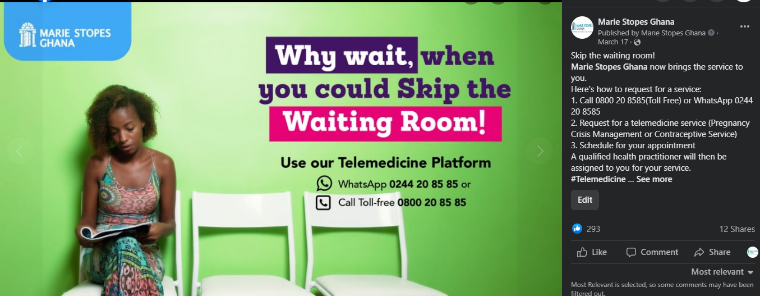 MARIE STOPES
GHANA
Why wait, when
you could Skip the
Waiting Room!
Use our Telemedicine Platform
WhatsApp 0244 20 85 85 or
Call Toll-free 0800 20 85 85
Marie Stopes Ghana
Published by Marie Stopes Ghana
March 17
Skip the waiting room!
Marie Stopes Ghana now brings the service to
you.
Here's how to request for a service:
1. Call 0800 20 8585(Toll Free) or WhatsApp 0244
20 8585
2. Request for a telemedicine service (Pregnancy
Crisis Management or Contraceptive Service)
3. Schedule for your appointment
A qualified health practitioner will then be
assigned to you for your service.
#Telemedicine ... See more
Edit
293
12 Shares
Like
Comment
Share
Most relevant
Most Relevant is selected, so some comments may have been
filtered out.